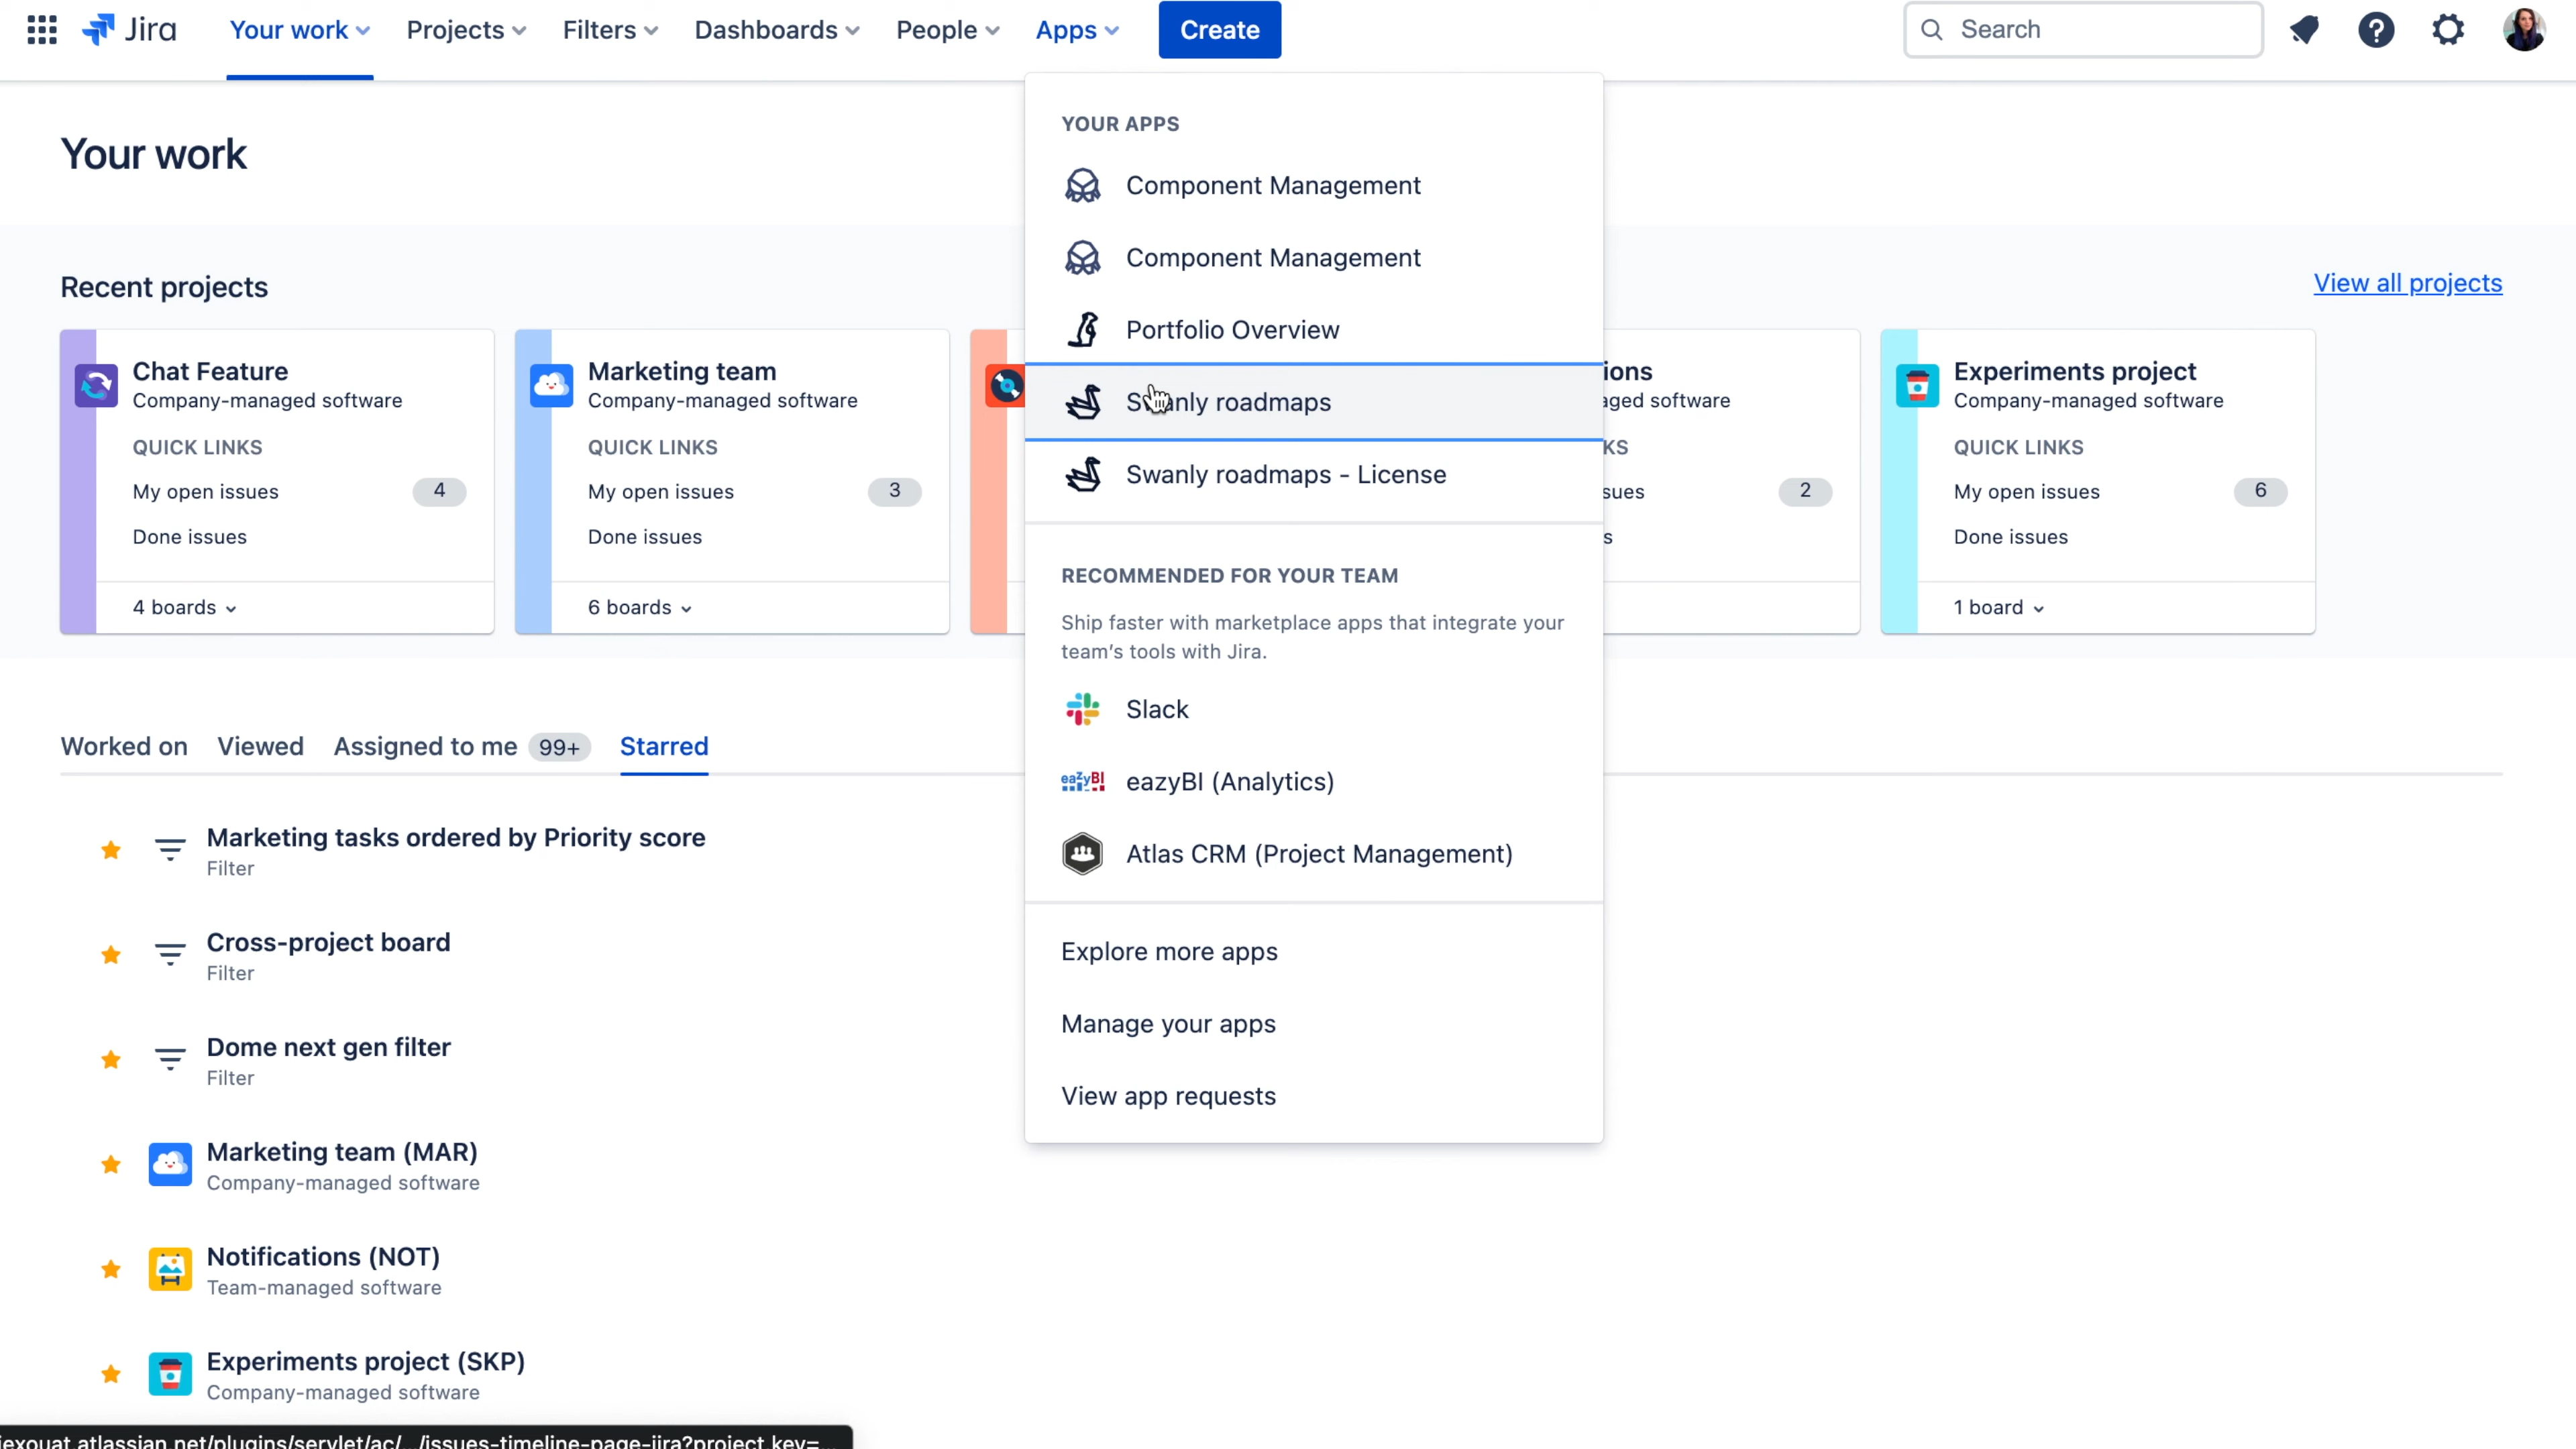 Jira
Your work
Projects
Filters
Dashboards
People
Apps
Create
Search
Your work
YOUR APPS
Component Management
Component Management
Portfolio Overview
Swanly roadmaps
Swanly roadmaps - License
RECOMMENDED FOR YOUR TEAM
Ship faster with marketplace apps that integrate your
team's tools with Jira.
Slack
eazyBI
eazyBI (Analytics)
Atlas CRM (Project Management)
Explore more apps
Manage your apps
View app requests
Recent projects
View all projects
Chat Feature
Company-managed software
QUICK LINKS
My open issues 4
Done issues
4 boards
Marketing team
Company-managed software
QUICK LINKS
My open issues 3
Done issues
6 boards
ions
aged software
KS
sues 2
s
Experiments project
Company-managed software
QUICK LINKS
My open issues 6
Done issues
1 board
Worked on
Viewed
Assigned to me 99+
Starred
Marketing tasks ordered by Priority score
Filter
Cross-project board
Filter
Dome next gen filter
Filter
Marketing team (MAR)
Company-managed software
Notifications (NOT)
Team-managed software
Experiments project (SKP)
Company-managed software
exouat.atlassian.net/plugins/servlet/ac/.../issues-timeline-page-jira?project.key=...